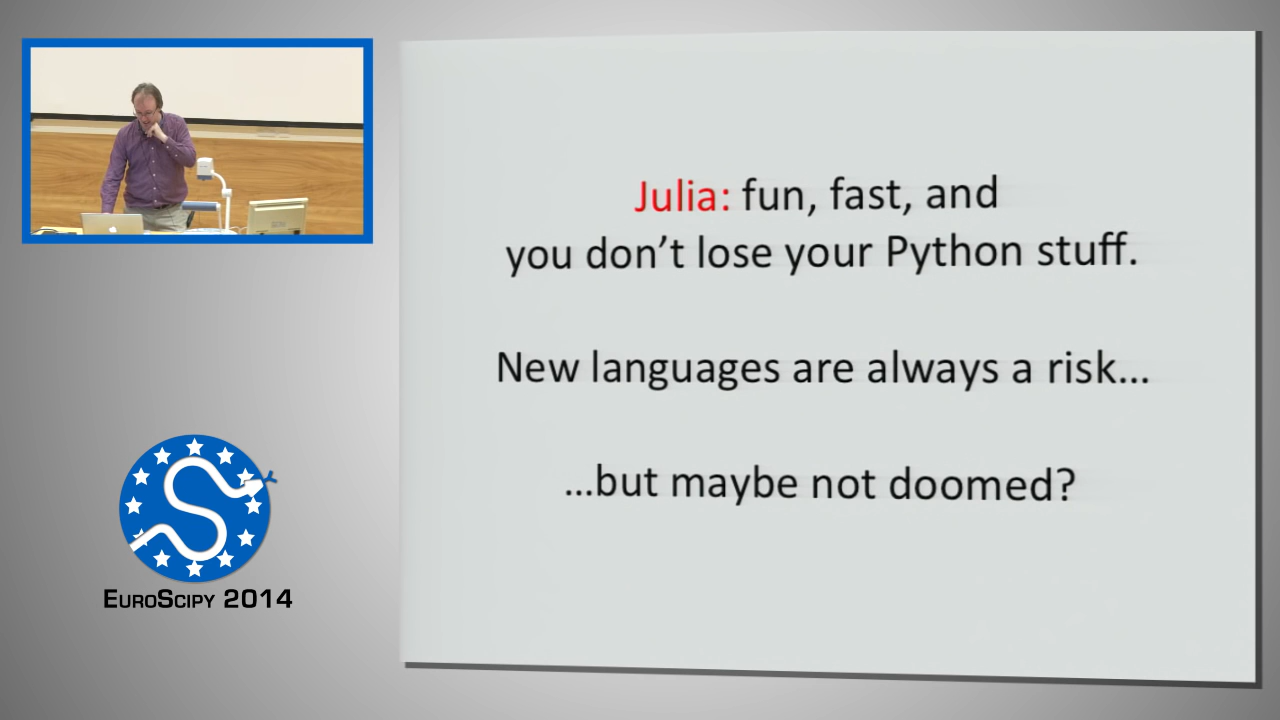 Julia: fun, fast, and
you don’t lose your Python stuff.
New languages are always a risk...
...but maybe not doomed?
EUROSCIPY 2014